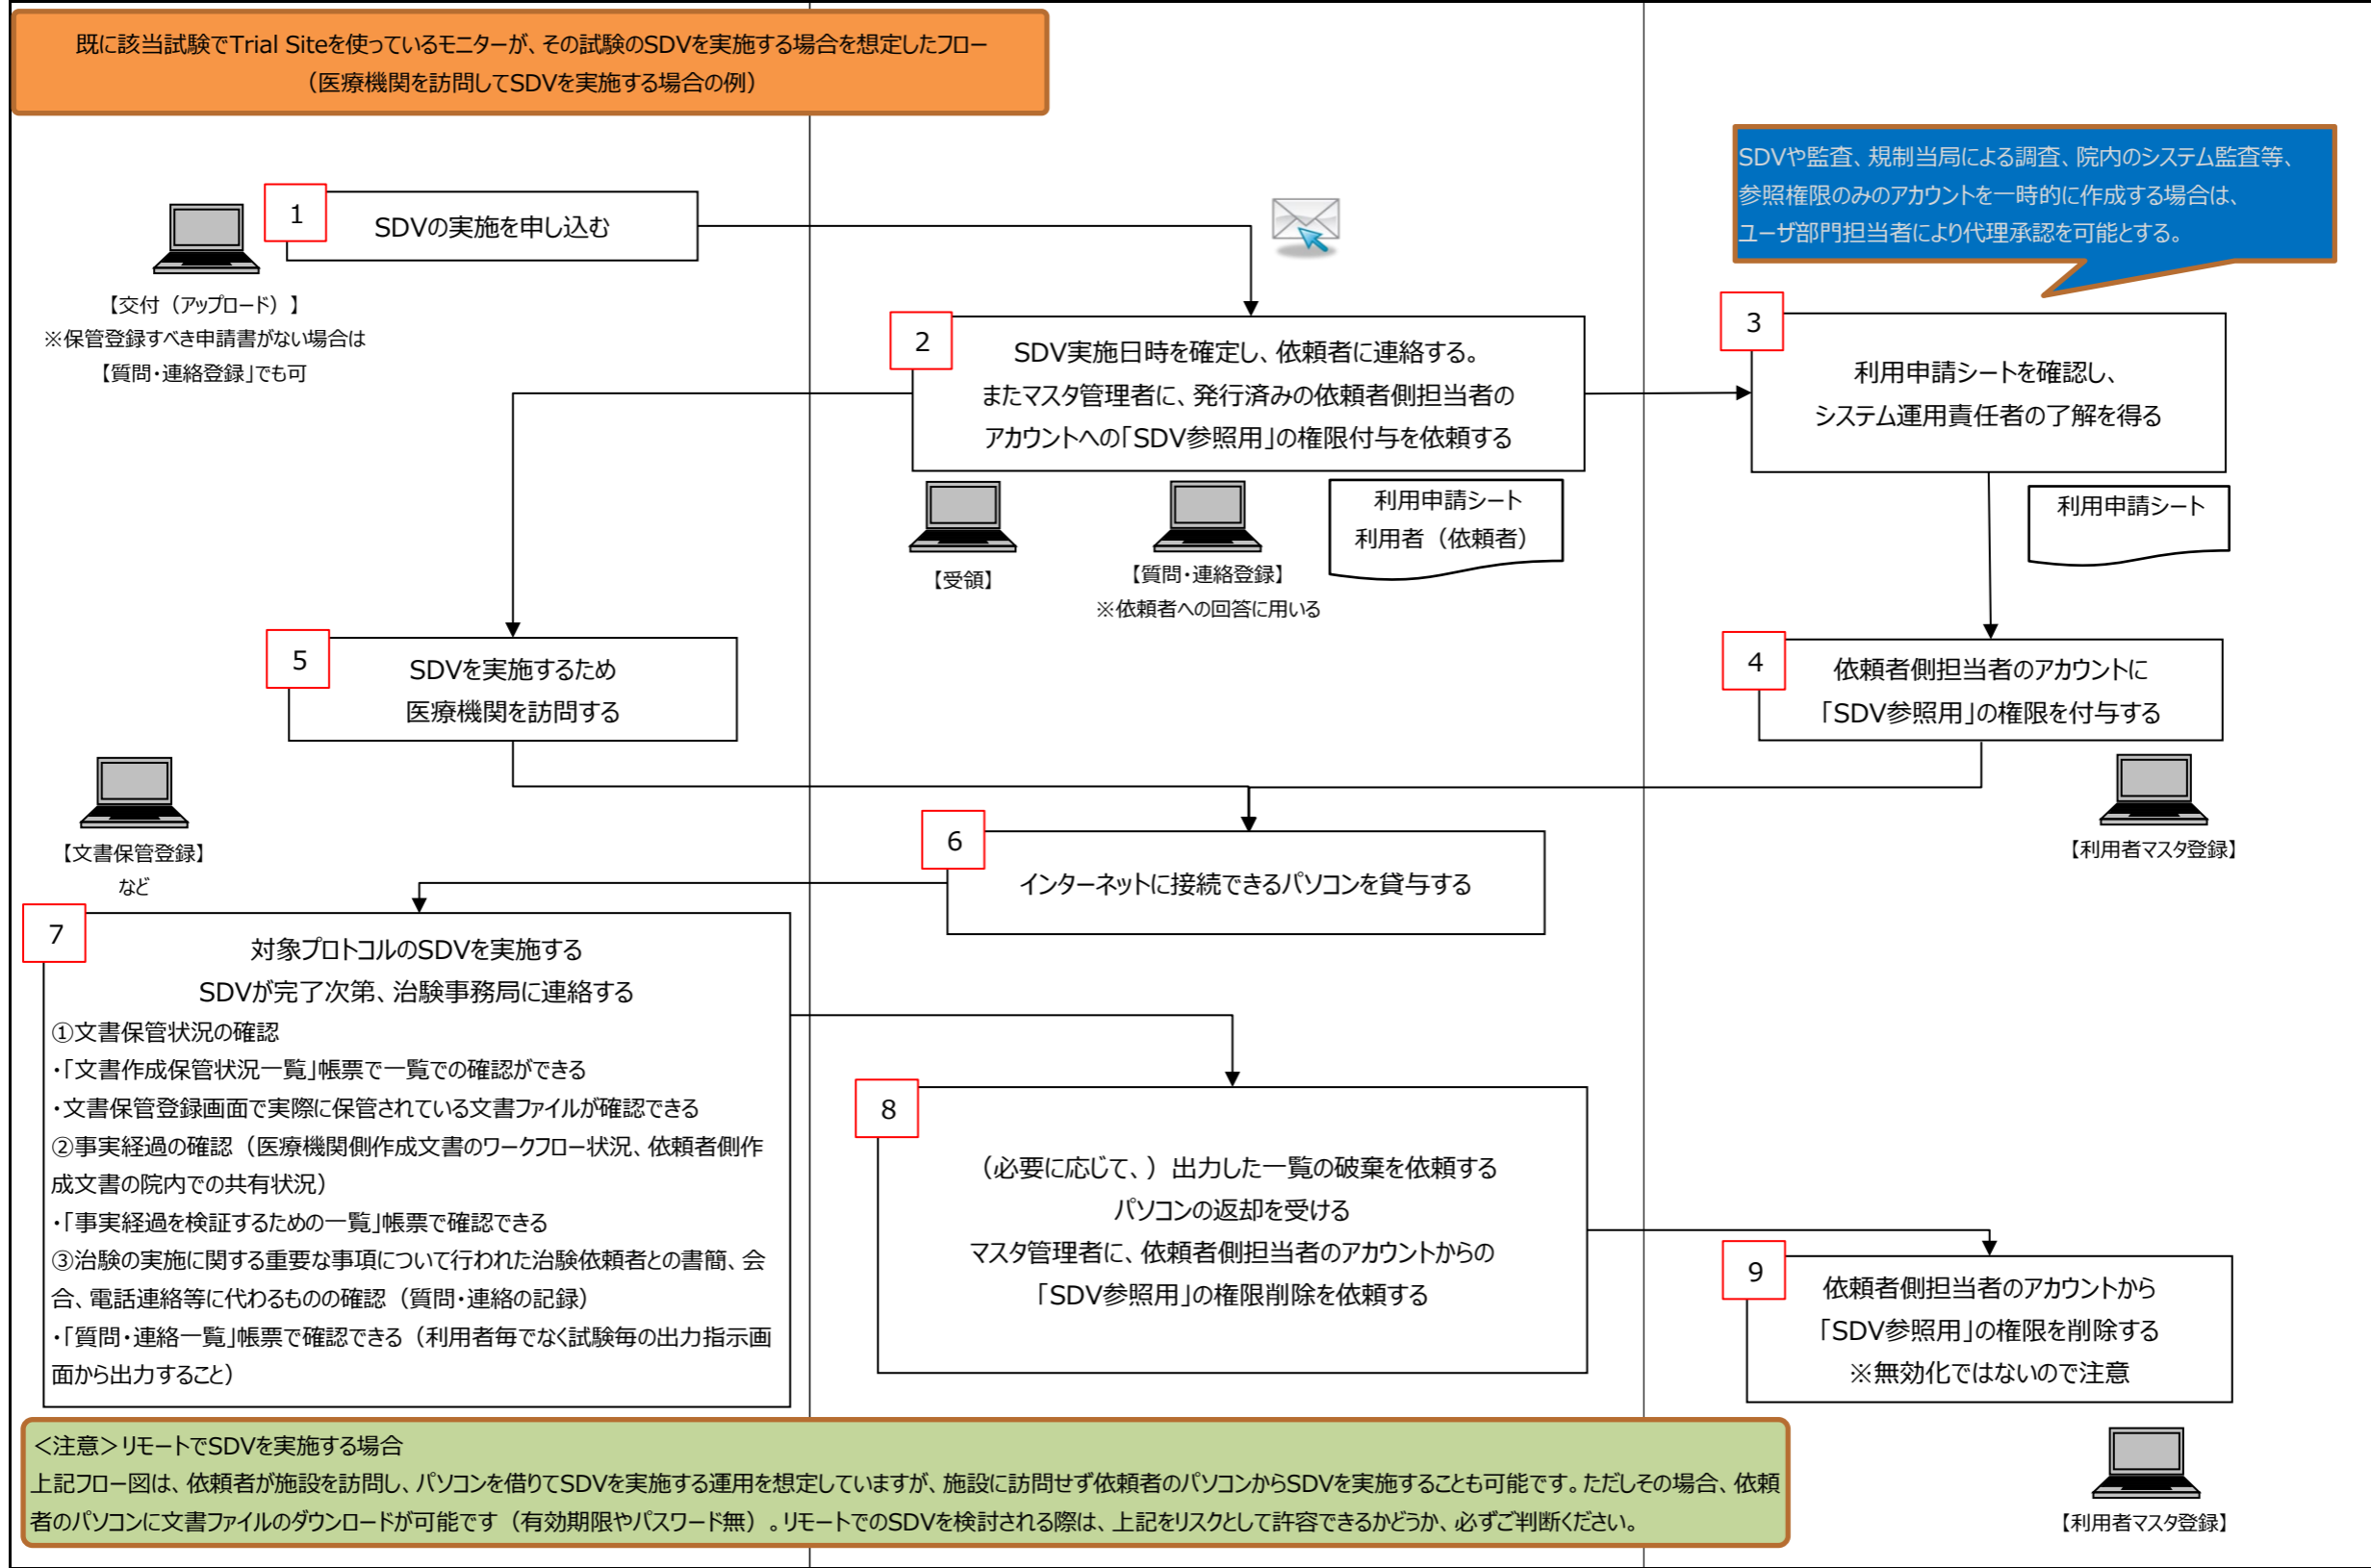 既に該当試験でTrial Siteを使っているモニターが、その試験のSDVを実施する場合を想定したフロー
（医療機関を訪問してSDVを実施する場合の例）
SDVや監査、規制当局による調査、院内のシステム監査等、
参照権限のみのアカウントを一時的に作成する場合は、
ユーザ部門担当者により代理承認を可能とする。
1
SDVの実施を申し込む
【交付（アップロード）】
※保管登録すべき申請書がない場合は
【質問・連絡登録」でも可
2
SDV実施日時を確定し、依頼者に連絡する。
またマスタ管理者に、発行済みの依頼者側担当者の
アカウントへの「SDV参照用」の権限付与を依頼する
3
利用申請シートを確認し、
システム運用責任者の了解を得る
【受領】
【質問・連絡登録】
※依頼者への回答に用いる
利用申請シート
利用者（依頼者）
利用申請シート
5
SDVを実施するため
医療機関を訪問する
4
依頼者側担当者のアカウントに
「SDV参照用」の権限を付与する
【利用者マスタ登録】
【文書保管登録】
など
6
インターネットに接続できるパソコンを貸与する
7
対象プロトコルのSDVを実施する
SDVが完了次第、治験事務局に連絡する
①文書保管状況の確認
・「文書作成保管状況一覧」帳票で一覧での確認ができる
・文書保管登録画面で実際に保管されている文書ファイルが確認できる
②事実経過の確認（医療機関側作成文書のワークフロー状況、依頼者側作
成文書の院内での共有状況）
・「事実経過を検証するための一覧」帳票で確認できる
③治験の実施に関する重要な事項について行われた治験依頼者との書簡、会
合、電話連絡等に代わるものの確認（質問・連絡の記録）
・「質問・連絡一覧」帳票で確認できる（利用者毎でなく試験毎の出力指示画
面から出力すること）
8
（必要に応じて、）出力した一覧の破棄を依頼する
パソコンの返却を受ける
マスタ管理者に、依頼者側担当者のアカウントからの
「SDV参照用」の権限削除を依頼する
9
依頼者側担当者のアカウントから
「SDV参照用」の権限を削除する
※無効化ではないので注意
【利用者マスタ登録】
＜注意＞リモートでSDVを実施する場合
上記フロー図は、依頼者が施設を訪問し、パソコンを借りてSDVを実施する運用を想定していますが、施設に訪問せず依頼者のパソコンからSDVを実施することも可能です。ただしその場合、依頼
者のパソコンに文書ファイルのダウンロードが可能です（有効期限やパスワード無）。リモートでのSDVを検討される際は、上記をリスクとして許容できるかどうか、必ずご判断ください。